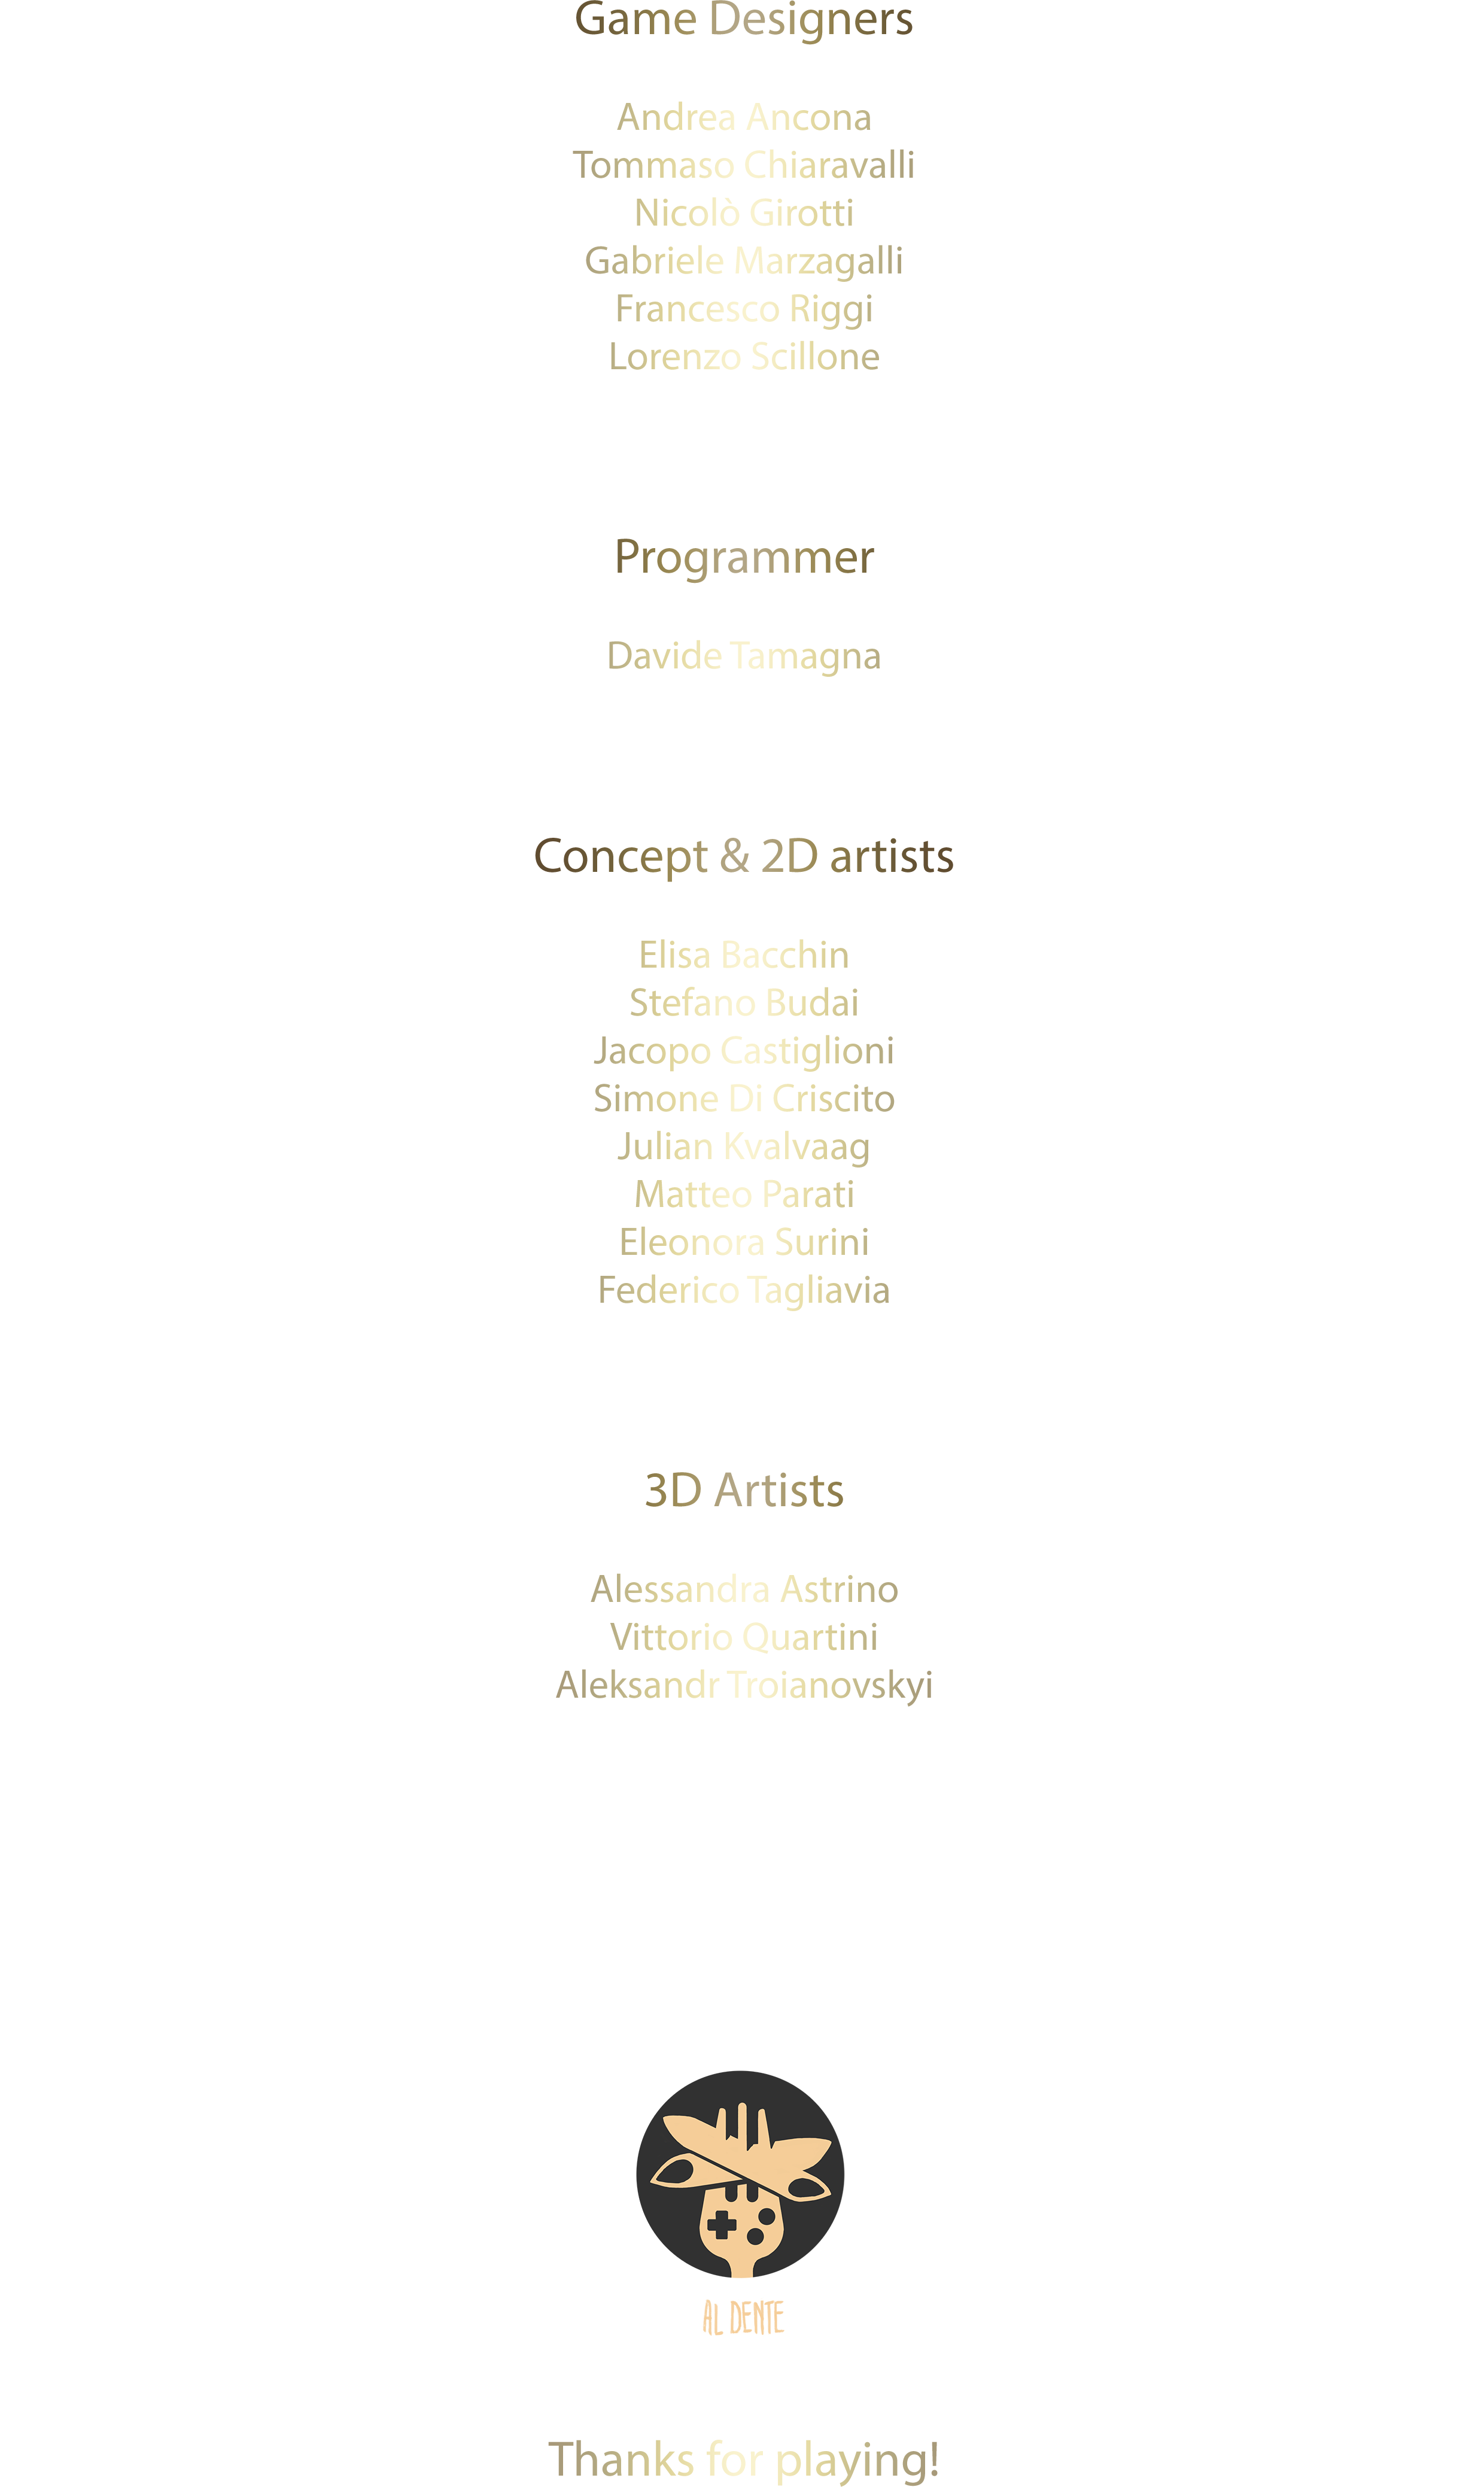 Game Designers
Andrea Ancona
Tommaso Chiaravalli
Nicolò Girotti
Gabriele Marzagalli
Francesco Riggi
Lorenzo Scillone
Programmer
Davide Tamagna
Concept & 2D artists
Elisa Bacchin
Stefano Budai
Jacopo Castiglioni
Simone Di Criscito
Julian Kvalvaag
Matteo Parati
Eleonora Surini
Federico Tagliavia
3D Artists
Alessandra Astrino
Vittorio Quartini
Aleksandr Troianovskyi
AL DENTE
Thanks for playing!